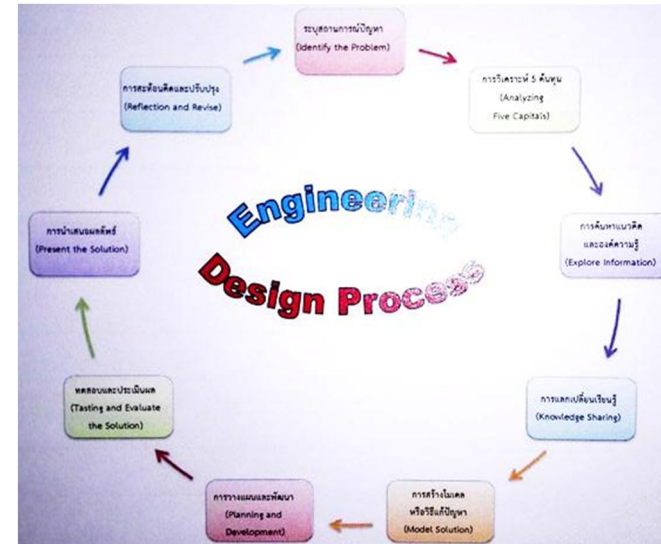 ระบุสถานการณ์ปัญหา
(Identify the Problem)
การวิเคราะห์ 5 ต้นทุน
(Analyzing
Five Capitals)
การค้นหาแนวคิด
และองค์ความรู้
(Explore Information)
การแลกเปลี่ยนเรียนรู้
(Knowledge Sharing)
การสร้างโมเดล
หรือวิธีแก้ปัญหา
(Model Solution)
การวางแผนและพัฒนา
(Planning and
Development)
ทดสอบและประเมินผล
(Tasting and Evaluate
the Solution)
การนำเสนอผลลัพธ์
(Present the Solution)
การสะท้อนคิดและปรับปรุง
(Reflection and Revise)
Engineering
Design Process